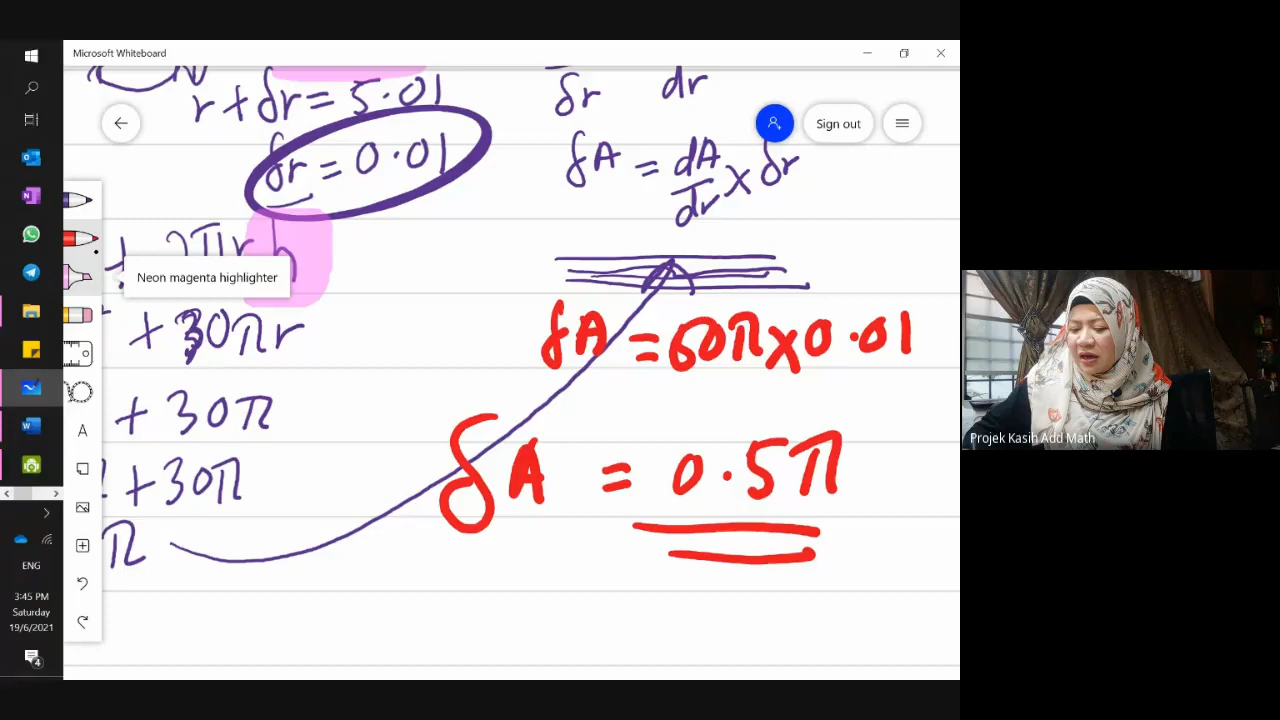 Microsoft Whiteboard
r + δr = 5.01
δr
dr
Sign out
δr = 0.01
δA = dA/dr × δr
+ 2πrh
Neon magenta highlighter
+ 30πr
δA = 60π × 0.01
+ 30π
+ 30π
δA = 0.5π
π
Projek Kasih Add Math
A
ENG
3:45 PM
Saturday
19/6/2021
4